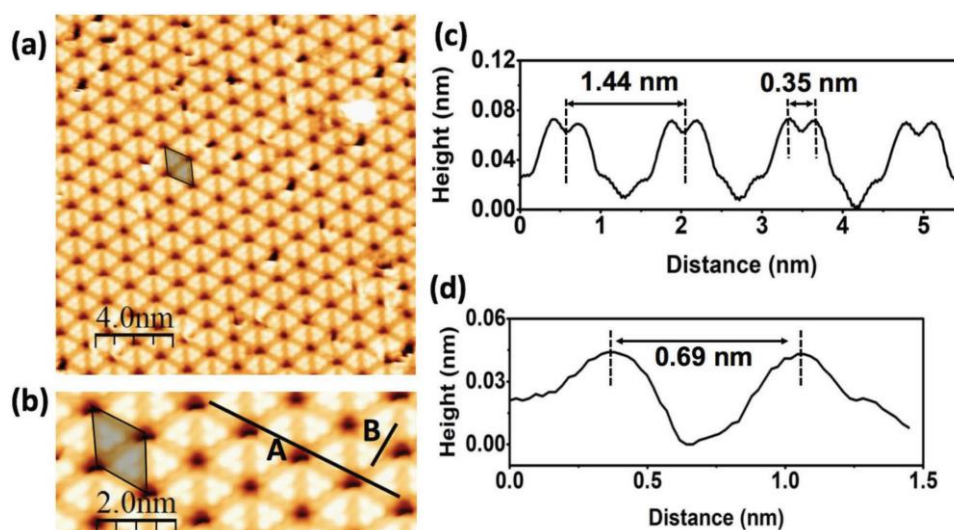 (a)
4.0nm
(b)
A
B
2.0nm
(c)
Height (nm)
0.12
0.08
0.04
0.00
1.44 nm
0.35 nm
0
1
2
3
4
5
Distance (nm)
(d)
Height (nm)
0.06
0.03
0.00
0.69 nm
0.0
0.5
1.0
1.5
Distance (nm)